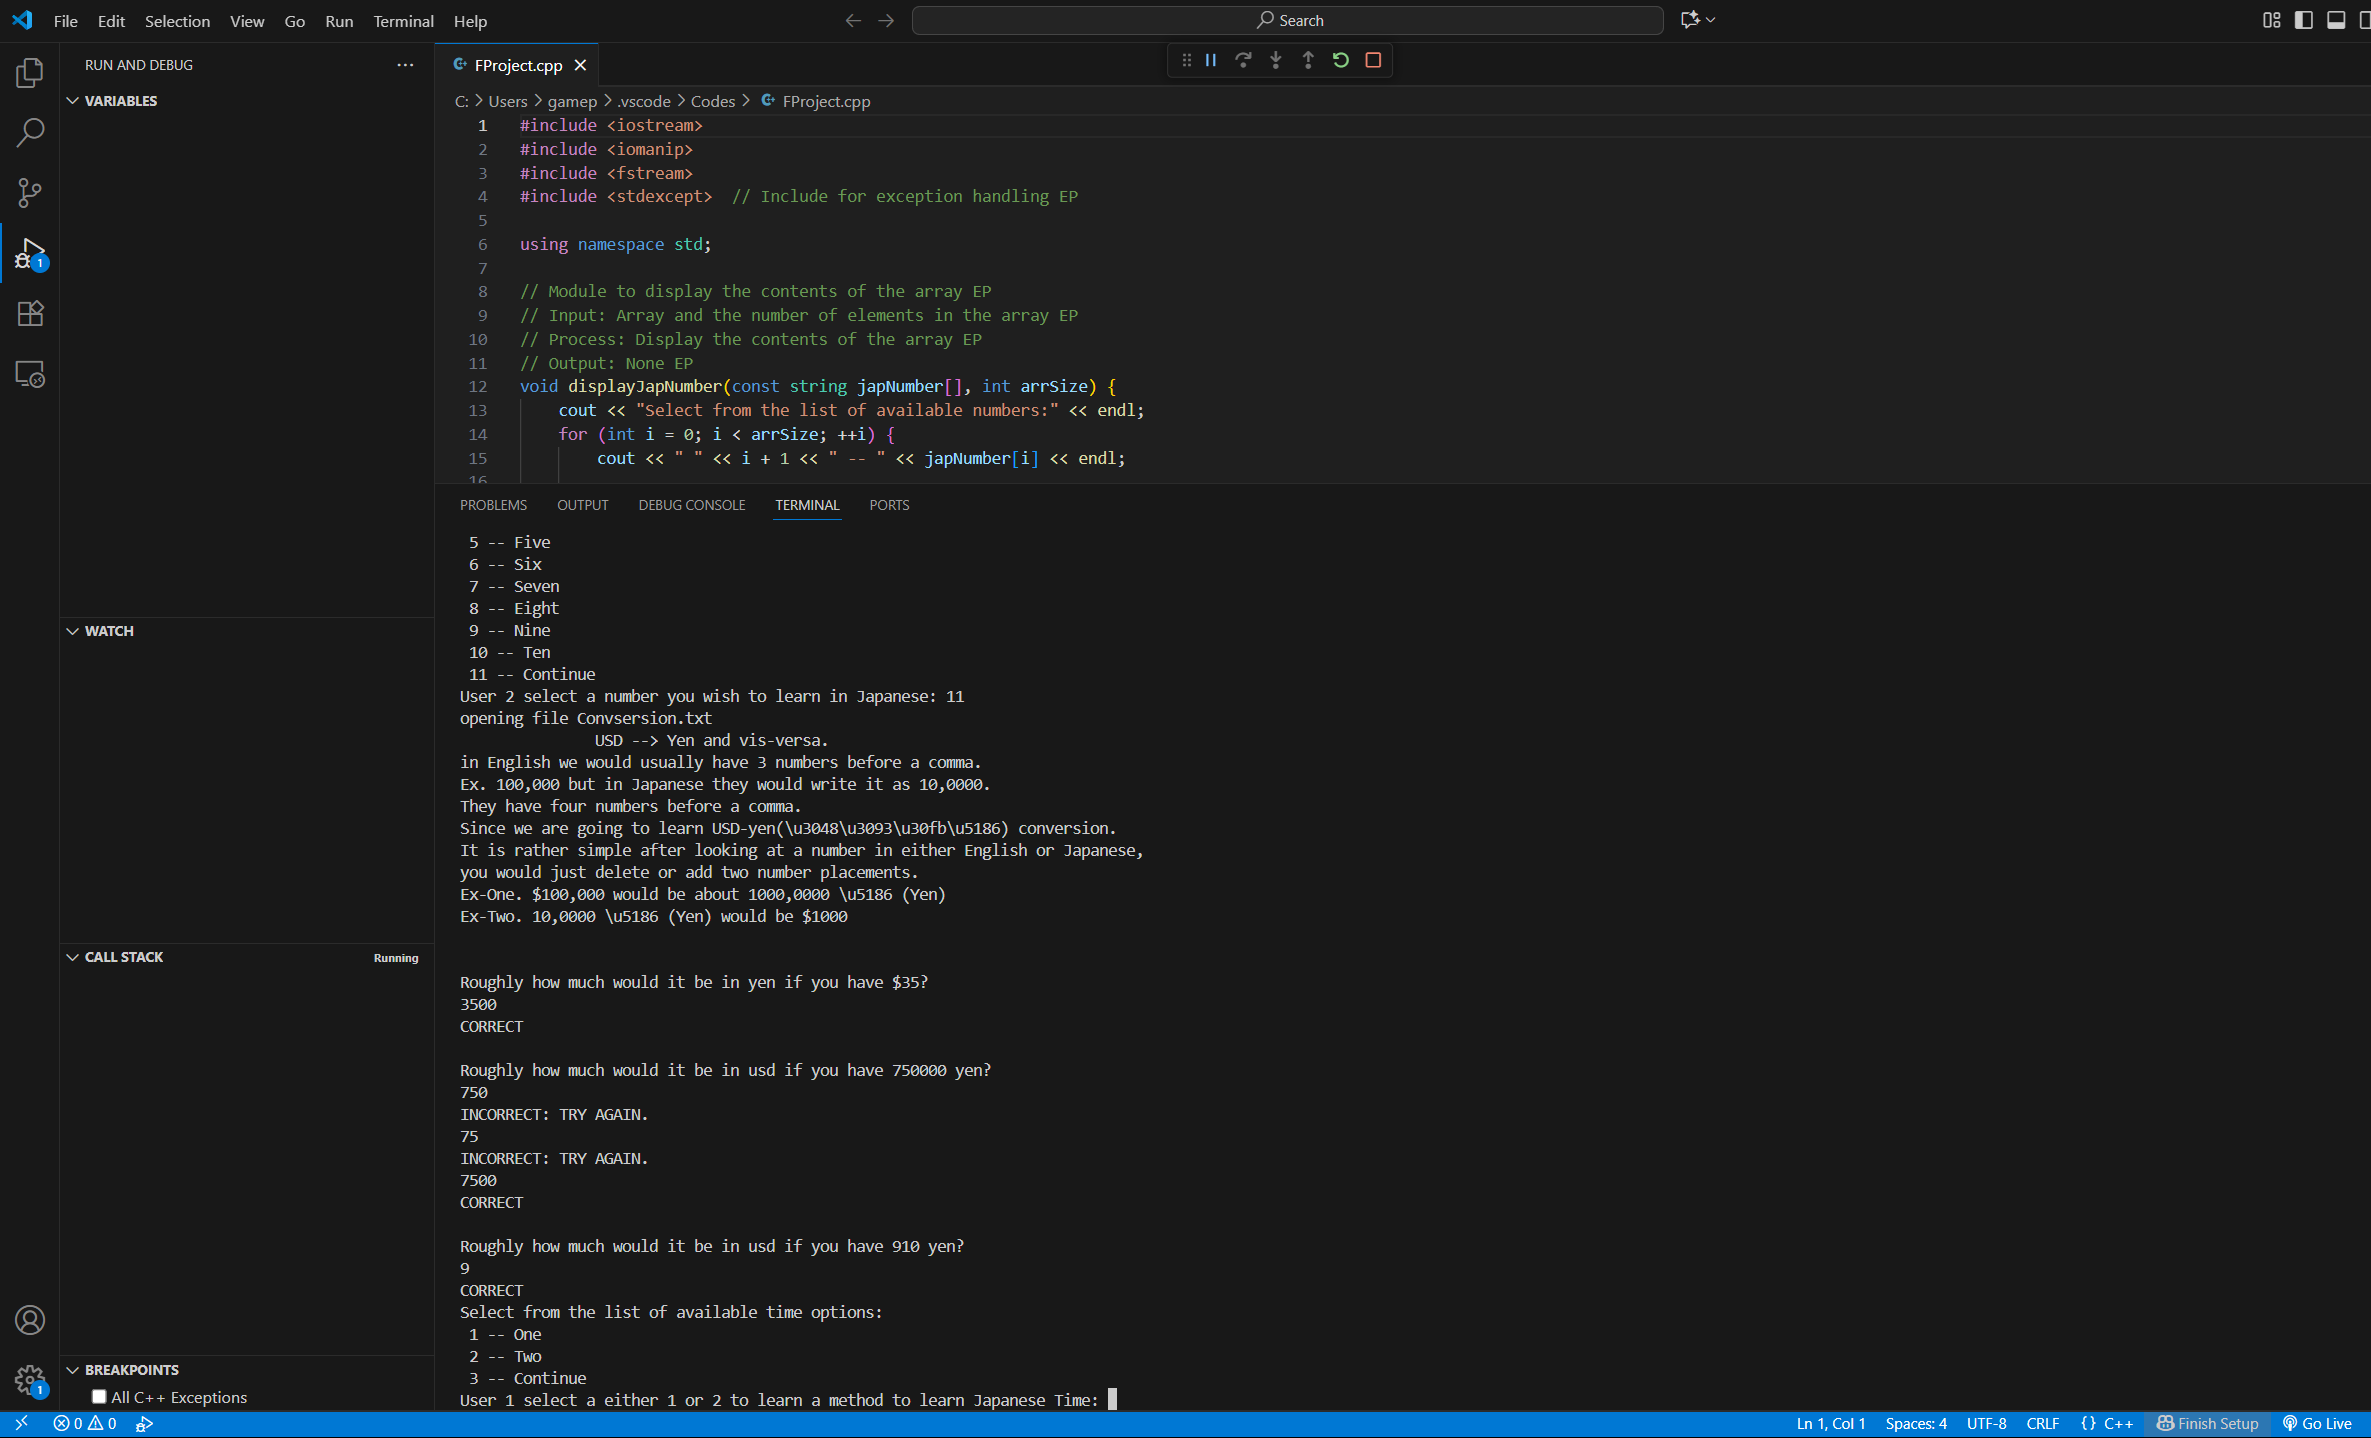 File Edit Selection View Go Run Terminal Help
Search
RUN AND DEBUG
VARIABLES
WATCH
CALL STACK
Running
BREAKPOINTS
All C++ Exceptions
1
1
FProject.cpp
C: > Users > gamep > .vscode > Codes > FProject.cpp
1 #include <iostream>
2 #include <iomanip>
3 #include <fstream>
4 #include <stdexcept>  // Include for exception handling EP
5
6 using namespace std;
7
8 // Module to display the contents of the array EP
9 // Input: Array and the number of elements in the array EP
10 // Process: Display the contents of the array EP
11 // Output: None EP
12 void displayJapNumber(const string japNumber[], int arrSize) {
13     cout << "Select from the list of available numbers:" << endl;
14     for (int i = 0; i < arrSize; ++i) {
15         cout << " " << i + 1 << " -- " << japNumber[i] << endl;
16
PROBLEMS OUTPUT DEBUG CONSOLE TERMINAL PORTS
5 -- Five
6 -- Six
7 -- Seven
8 -- Eight
9 -- Nine
10 -- Ten
11 -- Continue
User 2 select a number you wish to learn in Japanese: 11
opening file Convsersion.txt
USD --> Yen and vis-versa.
in English we would usually have 3 numbers before a comma.
Ex. 100,000 but in Japanese they would write it as 10,0000.
They have four numbers before a comma.
Since we are going to learn USD-yen(\u3048\u3093\u30fb\u5186) conversion.
It is rather simple after looking at a number in either English or Japanese,
you would just delete or add two number placements.
Ex-One. $100,000 would be about 1000,0000 \u5186 (Yen)
Ex-Two. 10,0000 \u5186 (Yen) would be $1000
Roughly how much would it be in yen if you have $35?
3500
CORRECT
Roughly how much would it be in usd if you have 750000 yen?
750
INCORRECT: TRY AGAIN.
75
INCORRECT: TRY AGAIN.
7500
CORRECT
Roughly how much would it be in usd if you have 910 yen?
9
CORRECT
Select from the list of available time options:
1 -- One
2 -- Two
3 -- Continue
User 1 select a either 1 or 2 to learn a method to learn Japanese Time:
0 0
Ln 1, Col 1 Spaces: 4 UTF-8 CRLF {} C++ Finish Setup Go Live